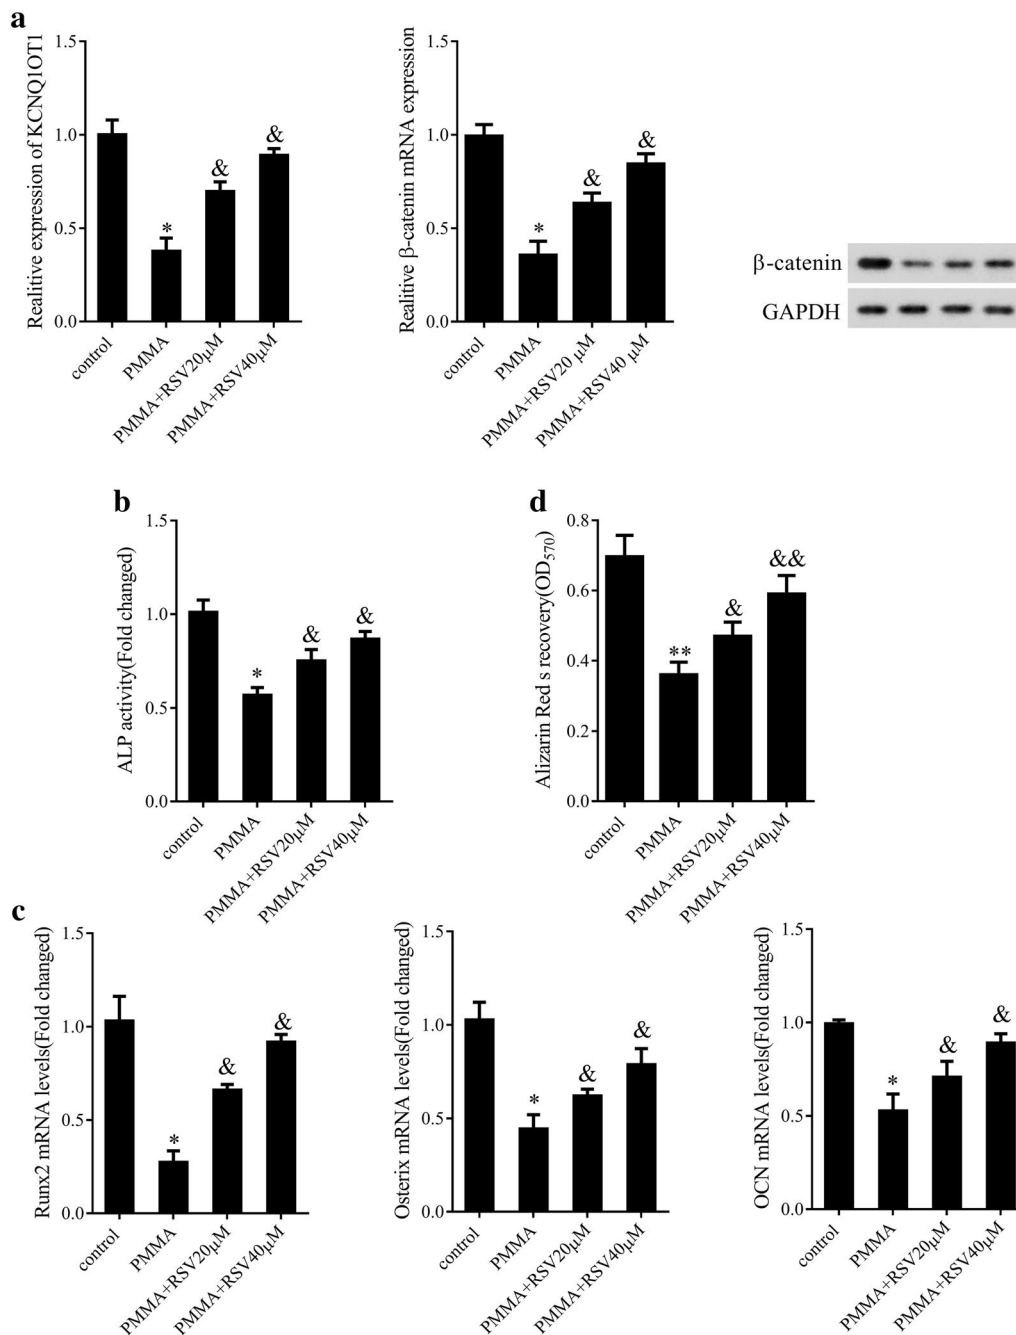 a
Realitive expression of KCNQ1OT1
1.5
1.0
0.5
0.0
*
&
&
control
PMMA
PMMA+RSV20μM
PMMA+RSV40μM
Realitive β-catenin mRNA expression
1.5
1.0
0.5
0.0
*
&
&
control
PMMA
PMMA+RSV20 μM
PMMA+RSV40 μM
β-catenin
GAPDH
b
ALP activity(Fold changed)
1.5
1.0
0.5
0.0
*
&
&
control
PMMA
PMMA+RSV20μM
PMMA+RSV40μM
d
Alizarin Red s recovery(OD570)
0.8
0.6
0.4
0.2
0.0
**
&
&&
control
PMMA
PMMA+RSV20μM
PMMA+RSV40μM
c
Runx2 mRNA levels(Fold changed)
1.5
1.0
0.5
0.0
*
&
&
control
PMMA
PMMA+RSV20μM
PMMA+RSV40μM
Osterix mRNA levels(Fold changed)
1.5
1.0
0.5
0.0
*
&
&
control
PMMA
PMMA+RSV20μM
PMMA+RSV40μM
OCN mRNA levels(Fold changed)
1.5
1.0
0.5
0.0
*
&
&
control
PMMA
PMMA+RSV20μM
PMMA+RSV40μM